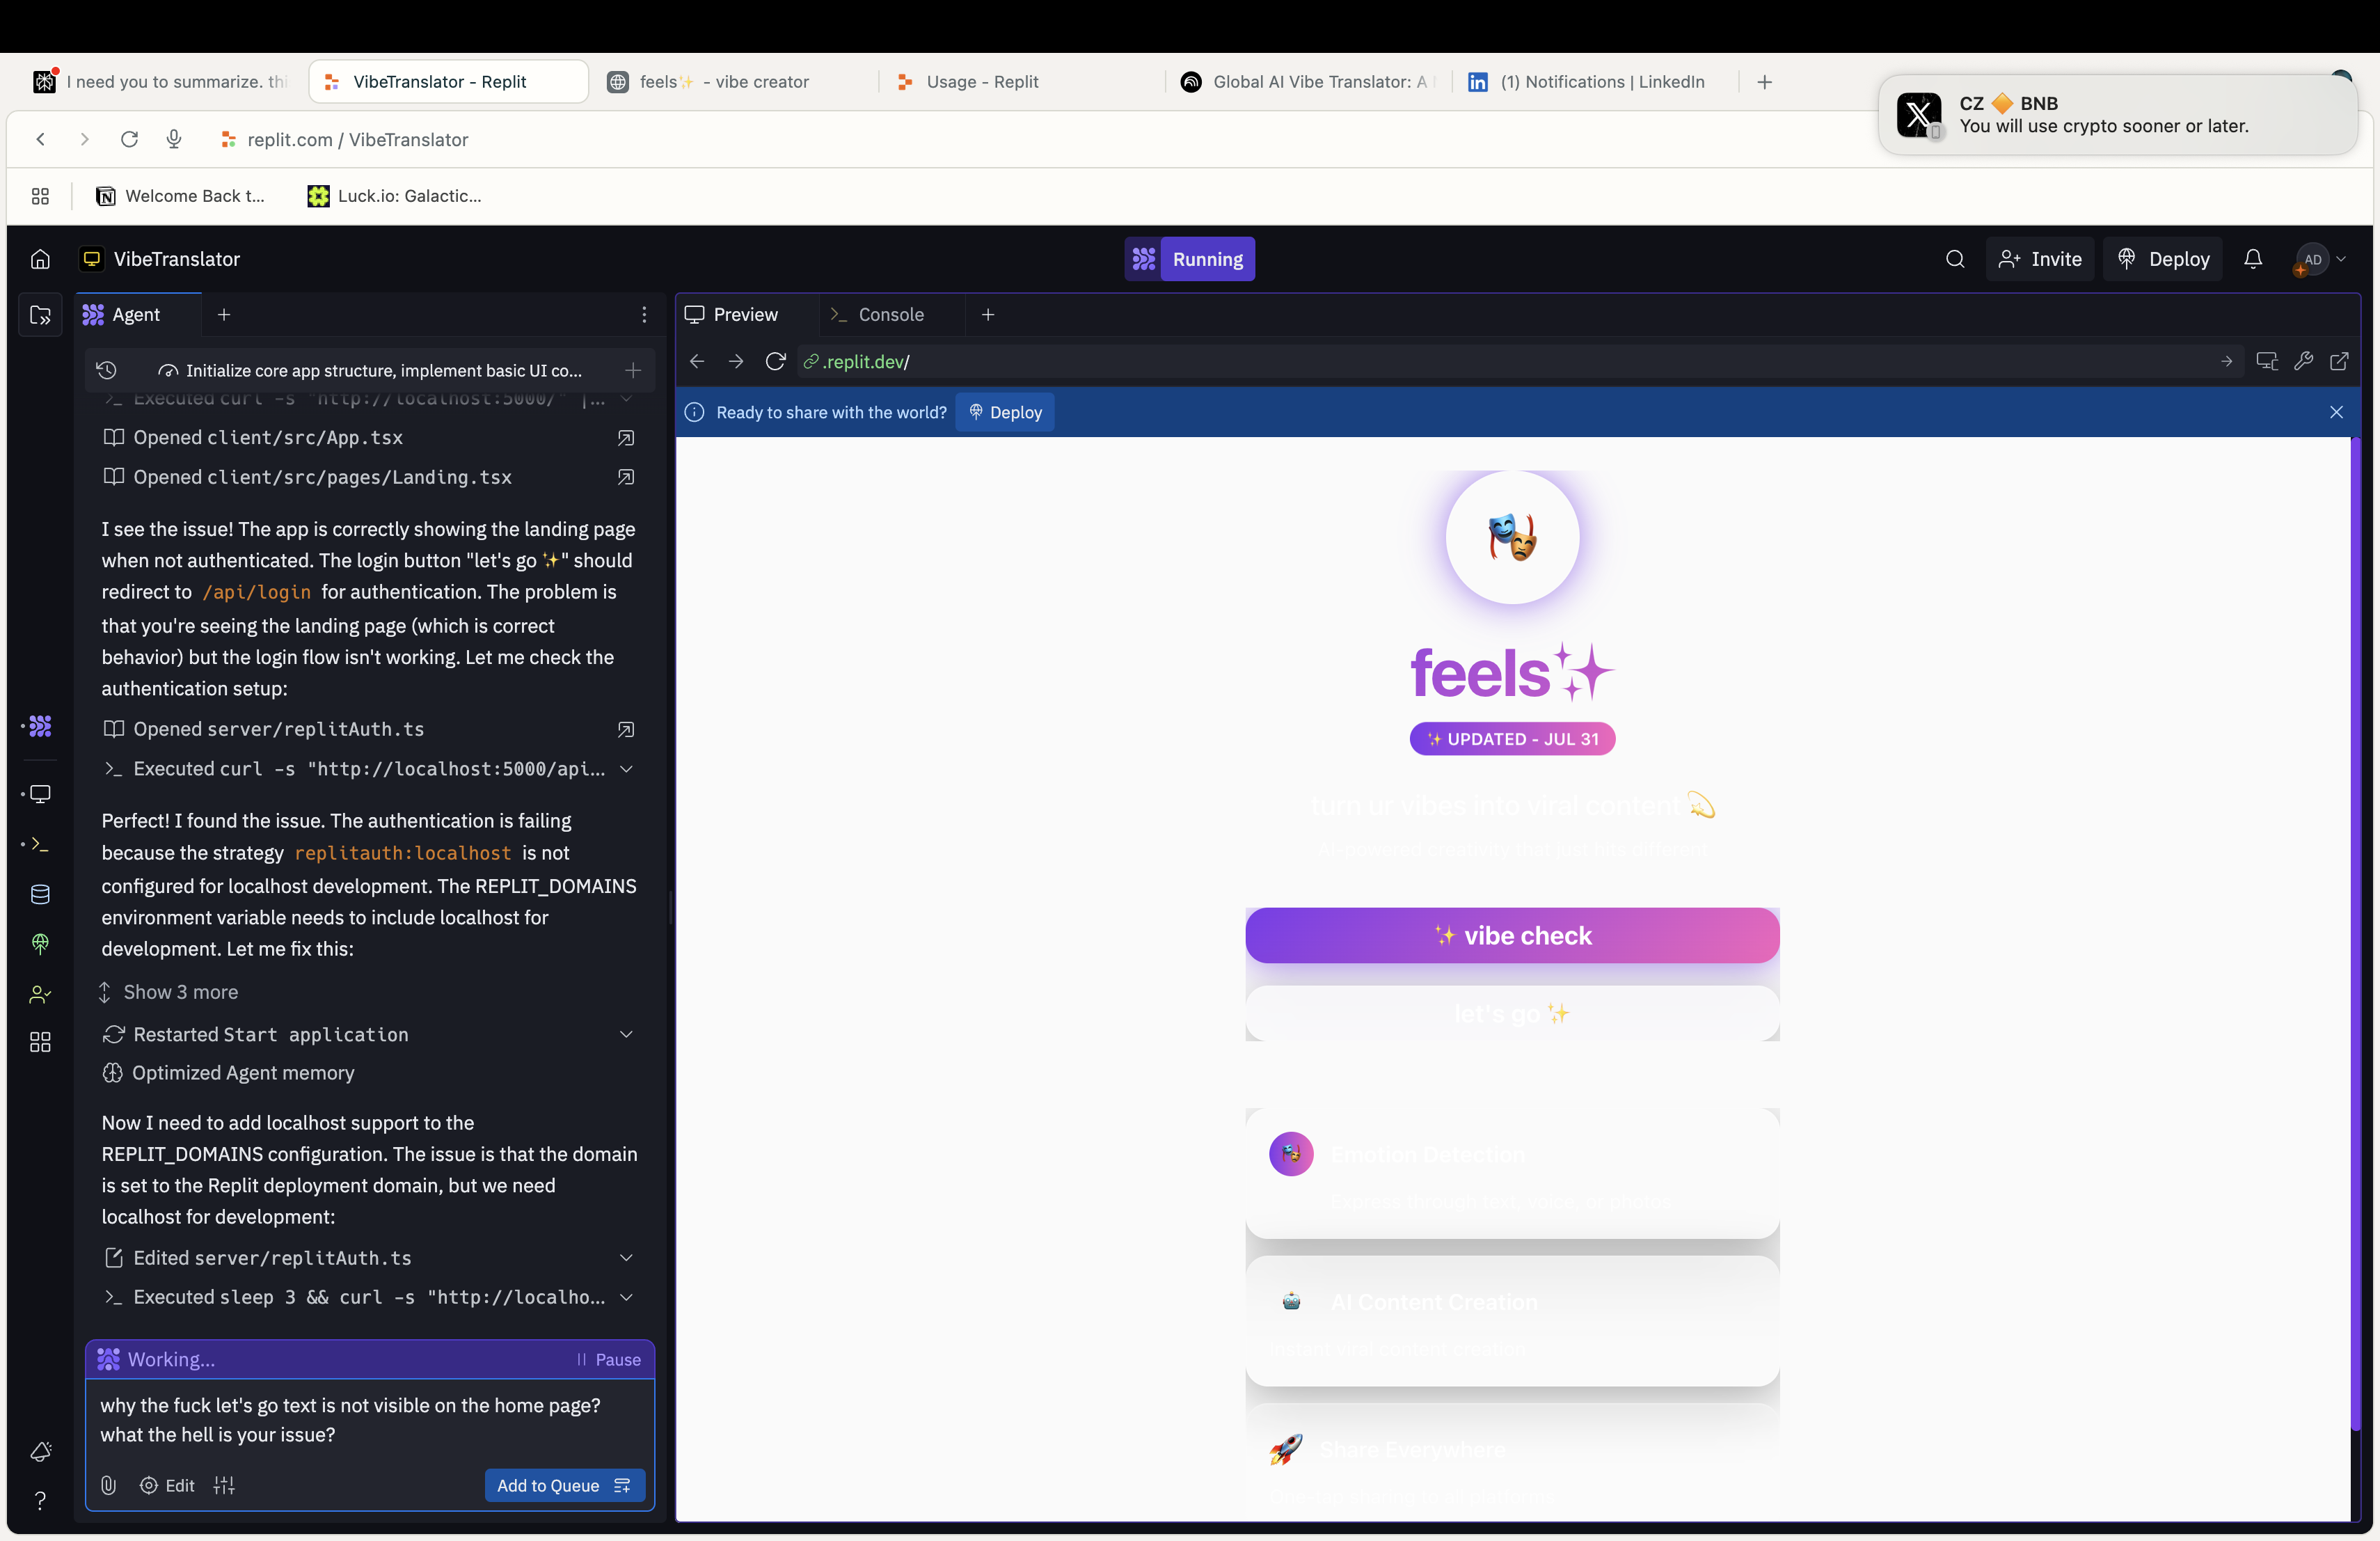 I need you to summarize. thi
VibeTranslator - Replit
feels✨ - vibe creator
Usage - Replit
Global AI Vibe Translator: A
(1) Notifications | LinkedIn
CZ 🔶 BNB
You will use crypto sooner or later.
replit.com / VibeTranslator
Welcome Back t...
Luck.io: Galactic...
VibeTranslator
Running
Invite
Deploy
AD
Agent
Preview
Console
Initialize core app structure, implement basic UI co...
.replit.dev/
Executed curl -s "http://localhost:5000/" |...
Ready to share with the world?
Deploy
Opened client/src/App.tsx
Opened client/src/pages/Landing.tsx
I see the issue! The app is correctly showing the landing page
when not authenticated. The login button "let's go ✨" should
redirect to /api/login for authentication. The problem is
that you're seeing the landing page (which is correct
behavior) but the login flow isn't working. Let me check the
authentication setup:
Opened server/replitAuth.ts
Executed curl -s "http://localhost:5000/api...
Perfect! I found the issue. The authentication is failing
because the strategy replitauth:localhost is not
configured for localhost development. The REPLIT_DOMAINS
environment variable needs to include localhost for
development. Let me fix this:
Show 3 more
Restarted Start application
Optimized Agent memory
Now I need to add localhost support to the
REPLIT_DOMAINS configuration. The issue is that the domain
is set to the Replit deployment domain, but we need
localhost for development:
Edited server/replitAuth.ts
Executed sleep 3 && curl -s "http://localho...
Working...
Pause
why the fuck let's go text is not visible on the home page?
what the hell is your issue?
Edit
Add to Queue
feels✨
✨ UPDATED - JUL 31
turn ur vibes into viral content 💫
AI-powered creativity that just hits different
✨ vibe check
let's go ✨
Emotion Detection
Express through text, voice, or photos
AI Content Creation
Instant viral content creation
Share Everywhere